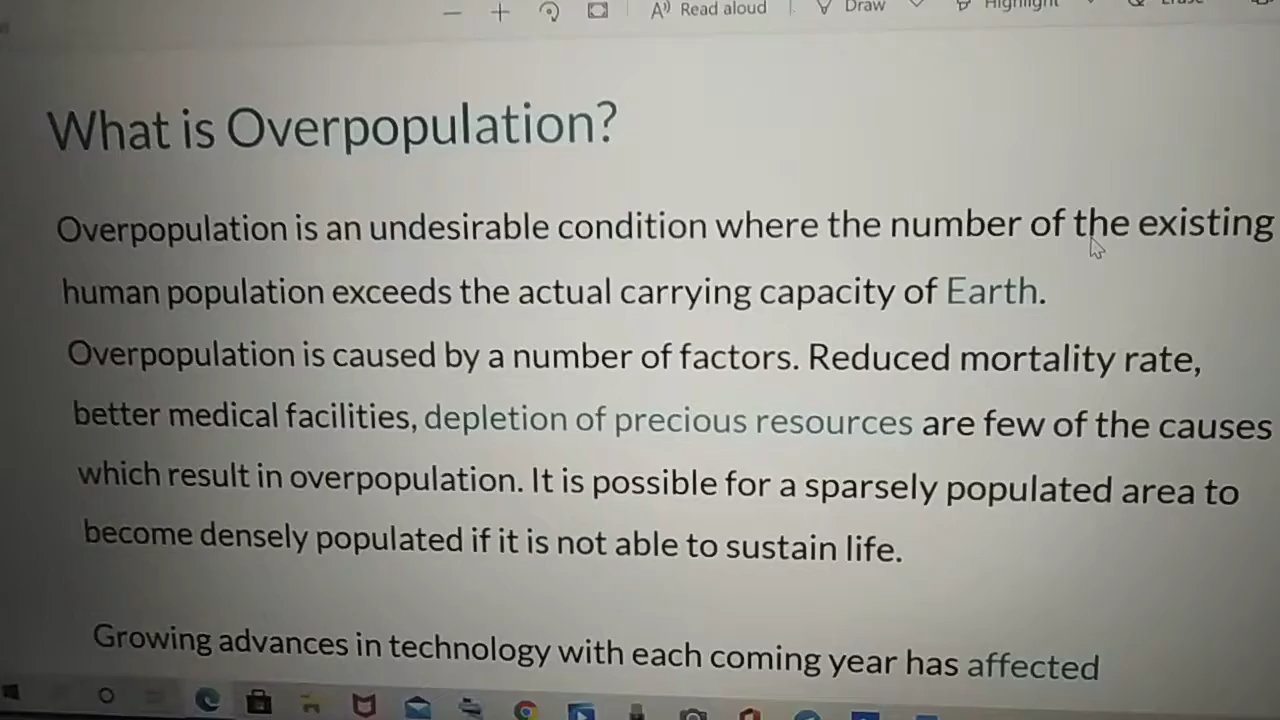 Read aloud
Draw
Highlight
Erase
What is Overpopulation?
Overpopulation is an undesirable condition where the number of the existing
human population exceeds the actual carrying capacity of Earth.
Overpopulation is caused by a number of factors. Reduced mortality rate,
better medical facilities, depletion of precious resources are few of the causes
which result in overpopulation. It is possible for a sparsely populated area to
become densely populated if it is not able to sustain life.
Growing advances in technology with each coming year has affected